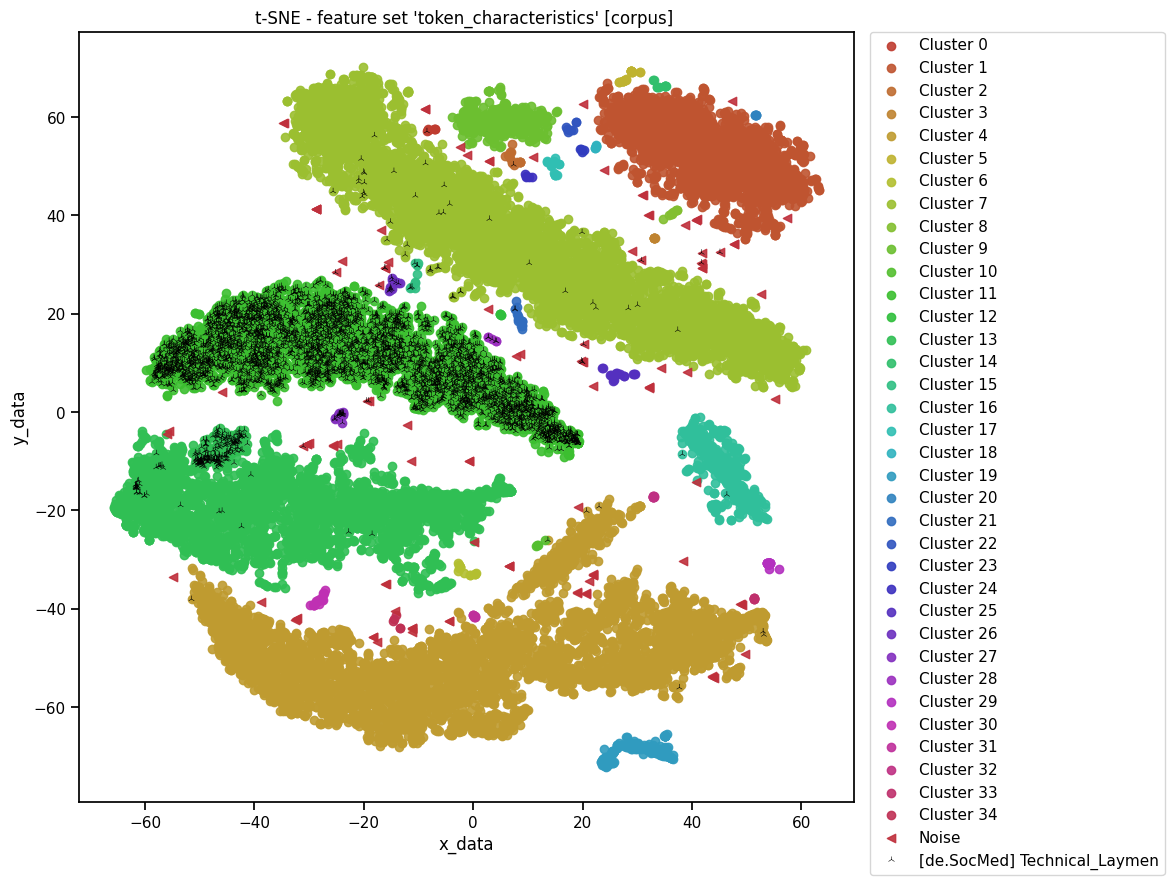 t-SNE - feature set 'token_characteristics' [corpus]
y_data
60
40
20
0
−20
−40
−60
−60
−40
−20
0
20
40
60
x_data
Cluster 0
Cluster 1
Cluster 2
Cluster 3
Cluster 4
Cluster 5
Cluster 6
Cluster 7
Cluster 8
Cluster 9
Cluster 10
Cluster 11
Cluster 12
Cluster 13
Cluster 14
Cluster 15
Cluster 16
Cluster 17
Cluster 18
Cluster 19
Cluster 20
Cluster 21
Cluster 22
Cluster 23
Cluster 24
Cluster 25
Cluster 26
Cluster 27
Cluster 28
Cluster 29
Cluster 30
Cluster 31
Cluster 32
Cluster 33
Cluster 34
Noise
[de.SocMed] Technical_Laymen